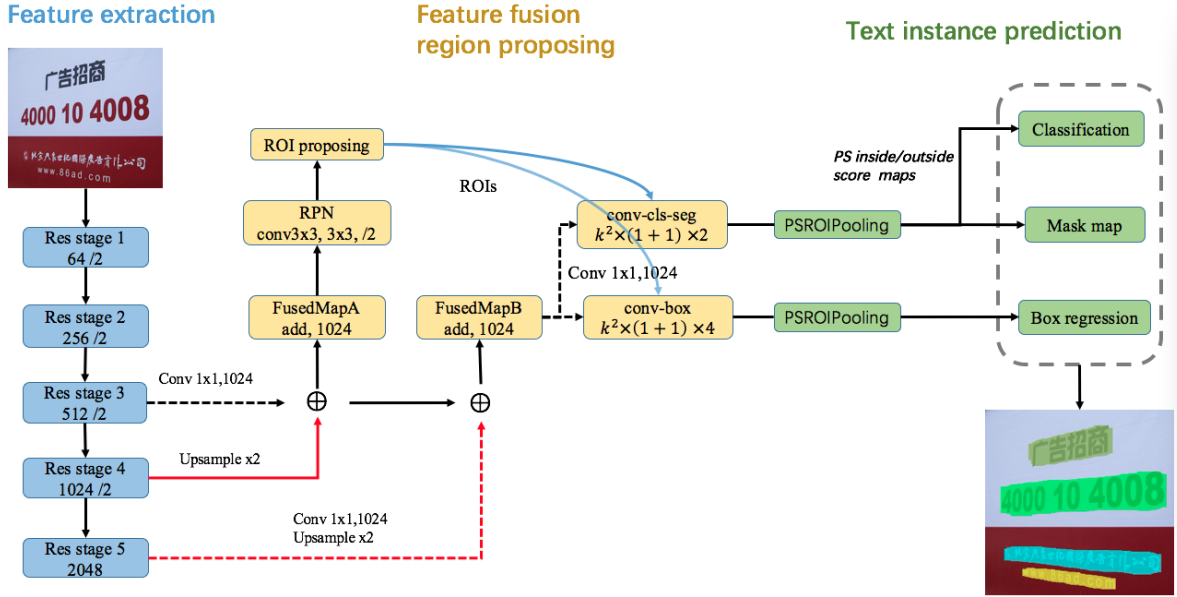 Feature extraction
Feature fusion
region proposing
Text instance prediction
广告招商
4000 10 4008
www.86ad.com
Res stage 1
64 /2
Res stage 2
256 /2
Res stage 3
512 /2
Res stage 4
1024 /2
Res stage 5
2048
Conv 1x1,1024
Upsample x2
Conv 1x1,1024
Upsample x2
ROI proposing
RPN
conv3x3, 3x3, /2
FusedMapA
add, 1024
FusedMapB
add, 1024
ROIs
conv-cls-seg
k²×(1 + 1) ×2
Conv 1x1,1024
conv-box
k²×(1 + 1) ×4
PSROIPooling
PSROIPooling
PS inside/outside
score maps
Classification
Mask map
Box regression
广告招商
4000 10 4008
www.86ad.com